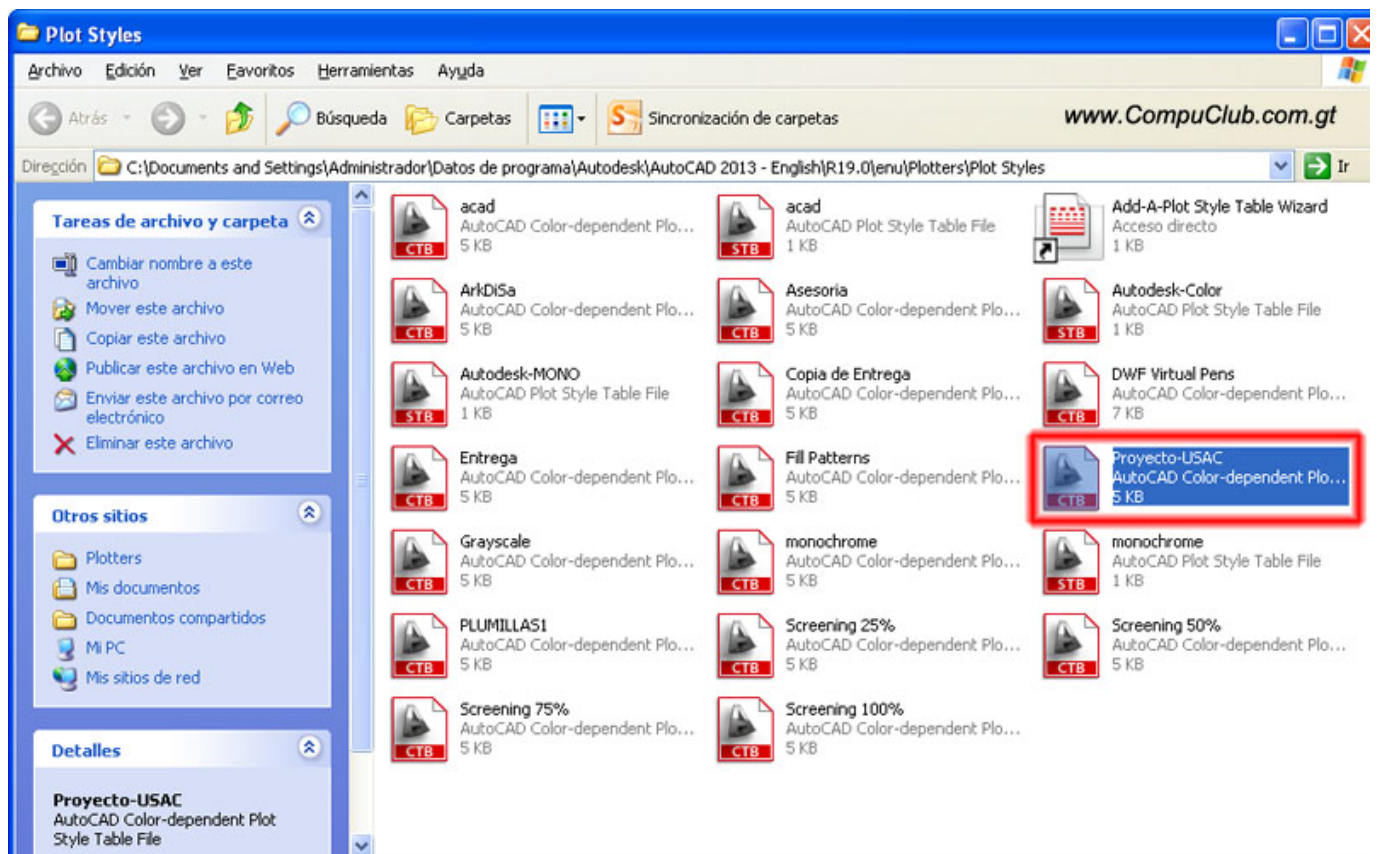 Plot Styles
Archivo Edición Ver Favoritos Herramientas Ayuda
Atrás Búsqueda Carpetas Sincronización de carpetas www.CompuClub.com.gt
Dirección C:\Documents and Settings\Administrador\Datos de programa\Autodesk\AutoCAD 2013 - English\R19.0\enu\Plotters\Plot Styles Ir
Tareas de archivo y carpeta
Cambiar nombre a este
archivo
Mover este archivo
Copiar este archivo
Publicar este archivo en Web
Enviar este archivo por correo
electrónico
Eliminar este archivo
Otros sitios
Plotters
Mis documentos
Documentos compartidos
Mi PC
Mis sitios de red
Detalles
Proyecto-USAC
AutoCAD Color-dependent Plot
Style Table File
acad
AutoCAD Color-dependent Plo...
CTB 5 KB
acad
AutoCAD Plot Style Table File
STB 1 KB
Add-A-Plot Style Table Wizard
Acceso directo
1 KB
ArkDiSa
AutoCAD Color-dependent Plo...
CTB 5 KB
Asesoria
AutoCAD Color-dependent Plo...
CTB 5 KB
Autodesk-Color
AutoCAD Plot Style Table File
STB 1 KB
Autodesk-MONO
AutoCAD Plot Style Table File
STB 1 KB
Copia de Entrega
AutoCAD Color-dependent Plo...
CTB 5 KB
DWF Virtual Pens
AutoCAD Color-dependent Plo...
CTB 7 KB
Entrega
AutoCAD Color-dependent Plo...
CTB 5 KB
Fill Patterns
AutoCAD Color-dependent Plo...
CTB 5 KB
Proyecto-USAC
AutoCAD Color-dependent Plo...
CTB 5 KB
Grayscale
AutoCAD Color-dependent Plo...
CTB 5 KB
monochrome
AutoCAD Color-dependent Plo...
CTB 5 KB
monochrome
AutoCAD Plot Style Table File
STB 1 KB
PLUMILLAS1
AutoCAD Color-dependent Plo...
CTB 5 KB
Screening 25%
AutoCAD Color-dependent Plo...
CTB 5 KB
Screening 50%
AutoCAD Color-dependent Plo...
CTB 5 KB
Screening 75%
AutoCAD Color-dependent Plo...
CTB 5 KB
Screening 100%
AutoCAD Color-dependent Plo...
CTB 5 KB